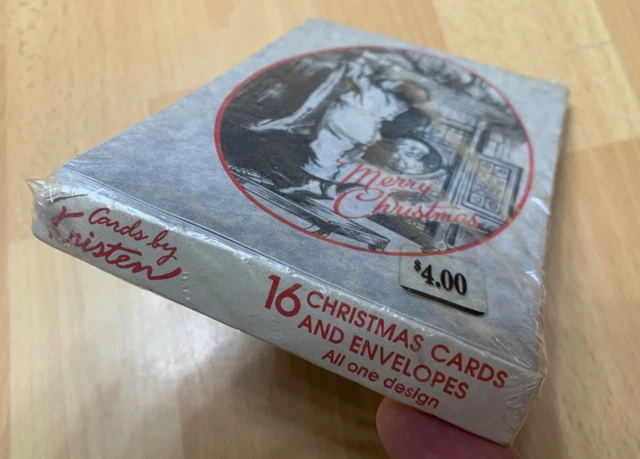 Merry
Christmas
$4.00
Cards by
Kristen
16 CHRISTMAS CARDS
AND ENVELOPES
All one design